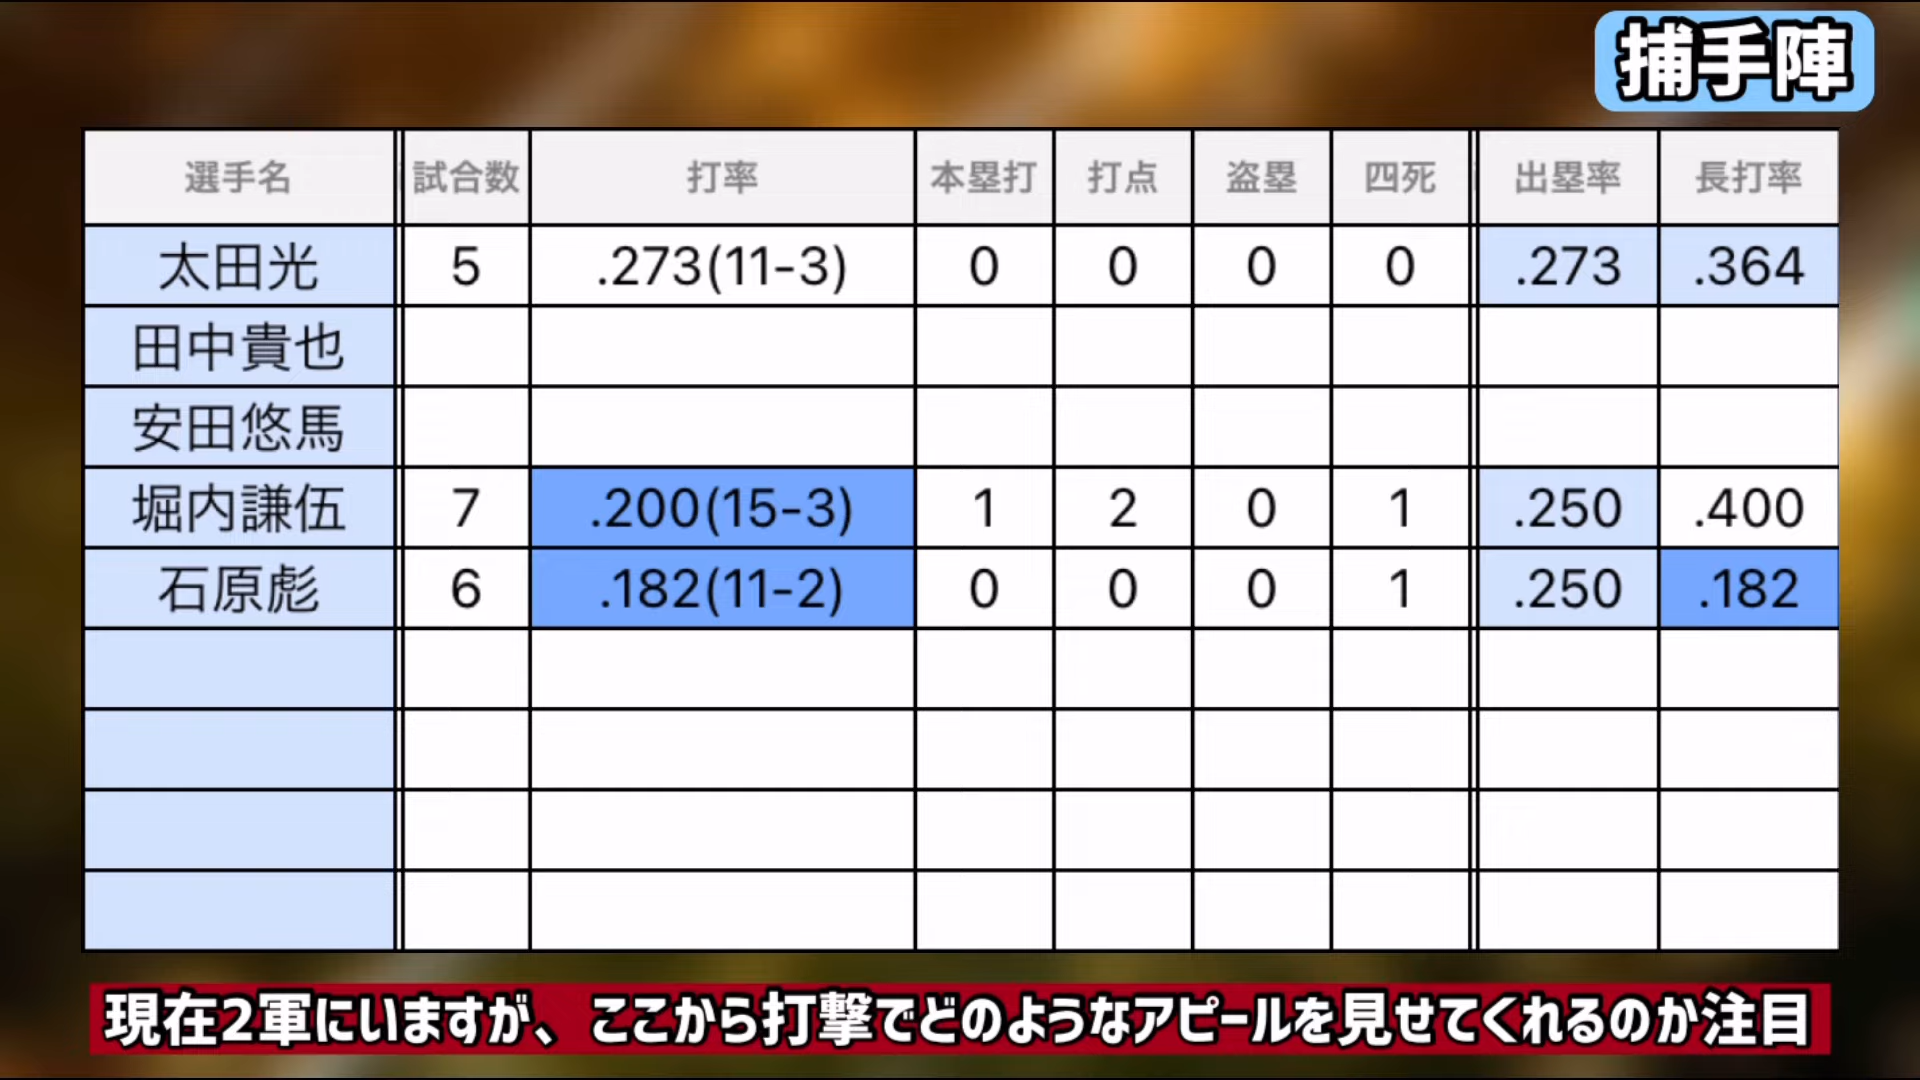 捕手陣
選手名 試合数 打率 本塁打 打点 盗塁 四死 出塁率 長打率
太田光 5 .273(11-3) 0 0 0 0 .273 .364
田中貴也
安田悠馬
堀内謙伍 7 .200(15-3) 1 2 0 1 .250 .400
石原彪 6 .182(11-2) 0 0 0 1 .250 .182
現在2軍にいますが、ここから打撃でどのようなアピールを見せてくれるのか注目